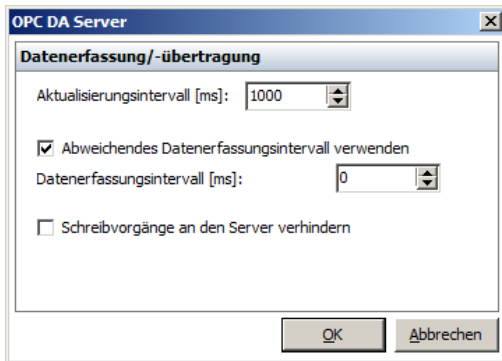 OPC DA Server
Datenerfassung/-übertragung
Aktualisierungsintervall [ms]: 1000
Abweichendes Datenerfassungsintervall verwenden
Datenerfassungsintervall [ms]: 0
Schreibvorgänge an den Server verhindern
OK Abbrechen